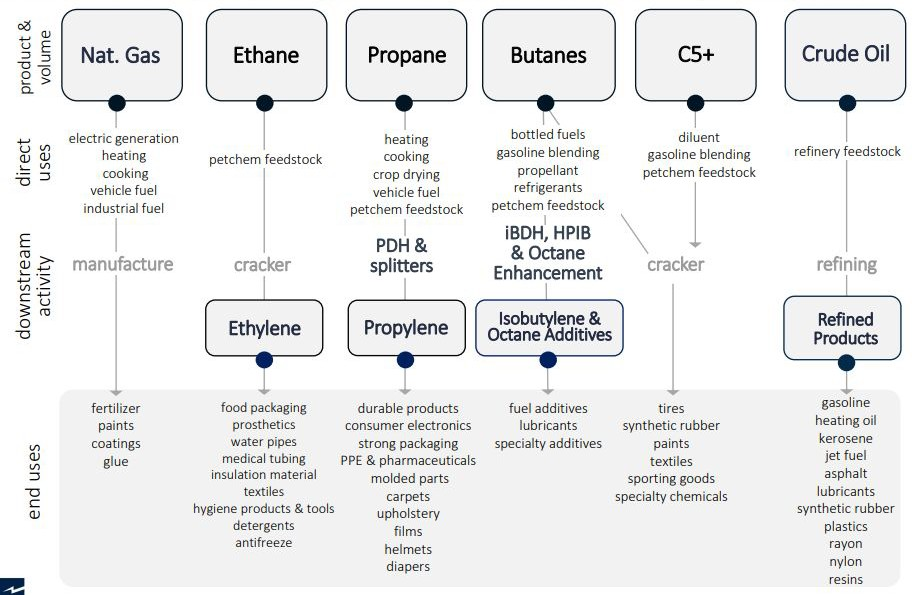 product &
volume
Nat. Gas
Ethane
Propane
Butanes
C5+
Crude Oil
direct
uses
electric generation
heating
cooking
vehicle fuel
industrial fuel
petchem feedstock
heating
cooking
crop drying
vehicle fuel
petchem feedstock
bottled fuels
gasoline blending
propellant
refrigerants
petchem feedstock
diluent
gasoline blending
petchem feedstock
refinery feedstock
downstream
activity
manufacture
cracker
PDH &
splitters
iBDH, HPIB
& Octane
Enhancement
cracker
refining
Ethylene
Propylene
Isobutylene &
Octane Additives
Refined
Products
end uses
fertilizer
paints
coatings
glue
food packaging
prosthetics
water pipes
medical tubing
insulation material
textiles
hygiene products & tools
detergents
antifreeze
durable products
consumer electronics
strong packaging
PPE & pharmaceuticals
molded parts
carpets
upholstery
films
helmets
diapers
fuel additives
lubricants
specialty additives
tires
synthetic rubber
paints
textiles
sporting goods
specialty chemicals
gasoline
heating oil
kerosene
jet fuel
asphalt
lubricants
synthetic rubber
plastics
rayon
nylon
resins